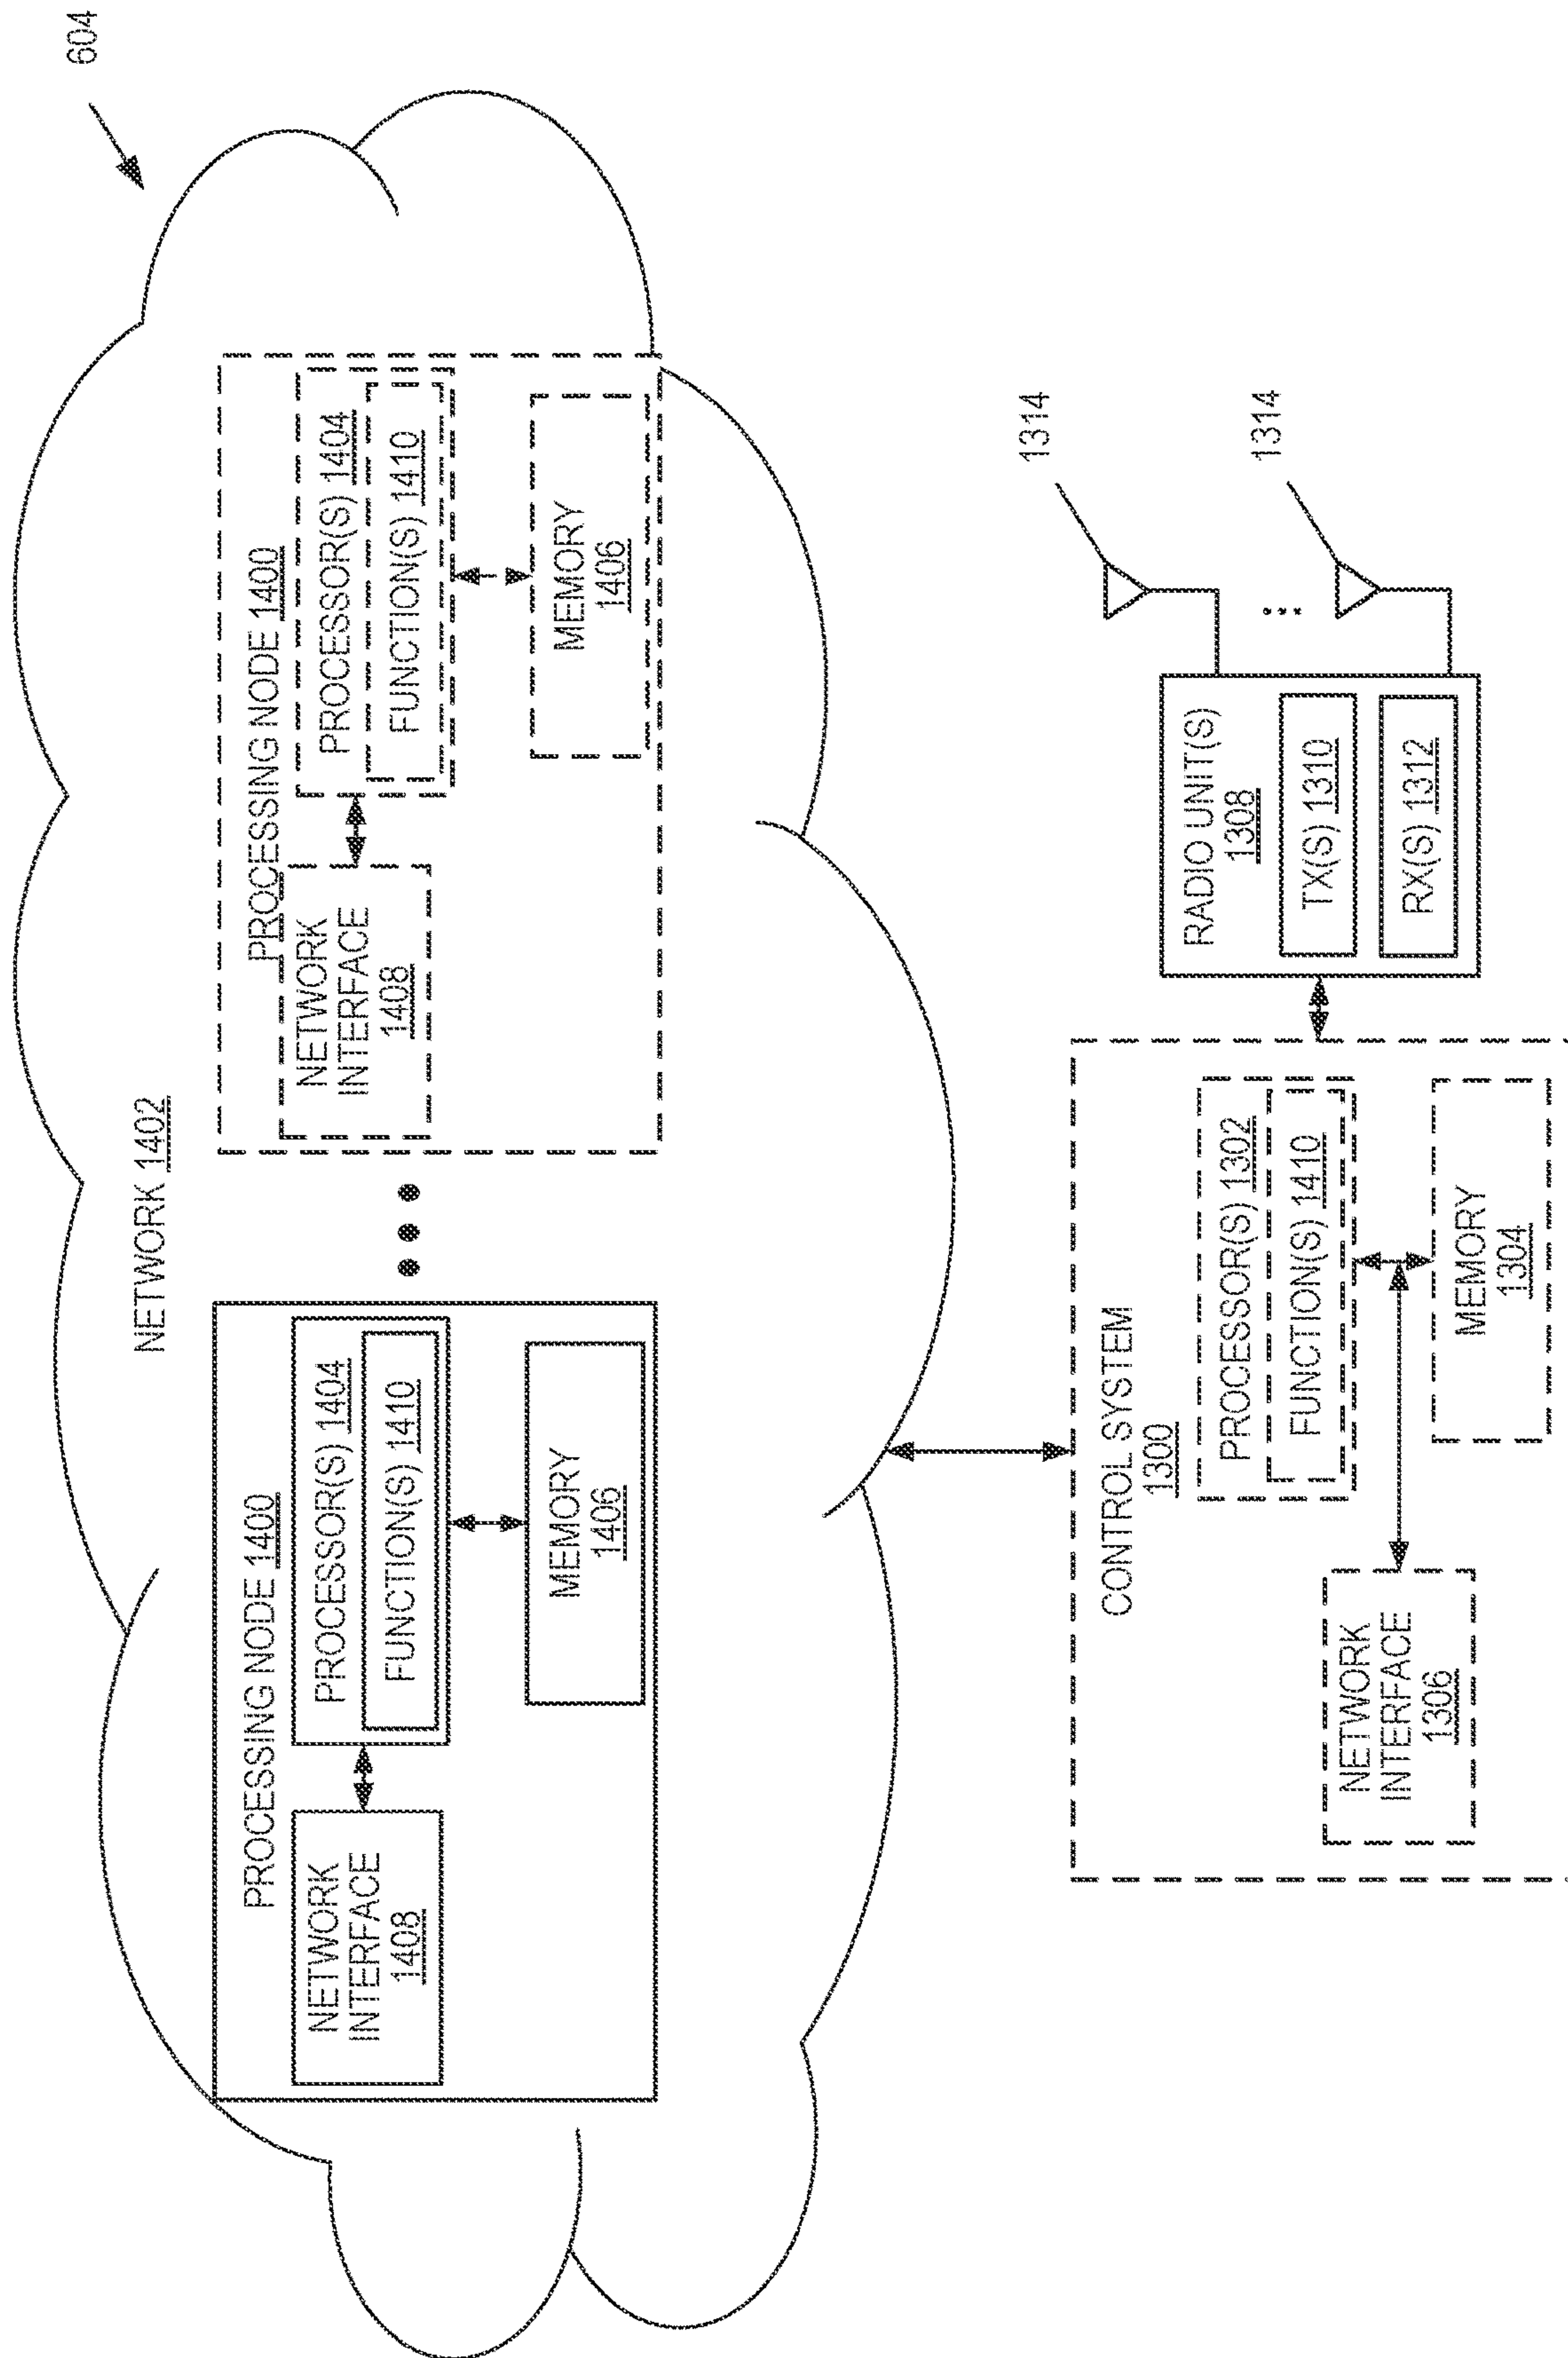 604
NETWORK 1402
PROCESSING NODE 1400
NETWORK
INTERFACE
1408
PROCESSOR(S) 1404
FUNCTION(S) 1410
MEMORY
1406
PROCESSING NODE 1400
NETWORK
INTERFACE
1408
PROCESSOR(S) 1404
FUNCTION(S) 1410
MEMORY
1406
CONTROL SYSTEM
1300
PROCESSOR(S) 1302
FUNCTION(S) 1410
NETWORK
INTERFACE
1306
MEMORY
1304
RADIO UNIT(S)
1308
TX(S) 1310
RX(S) 1312
1314
1314